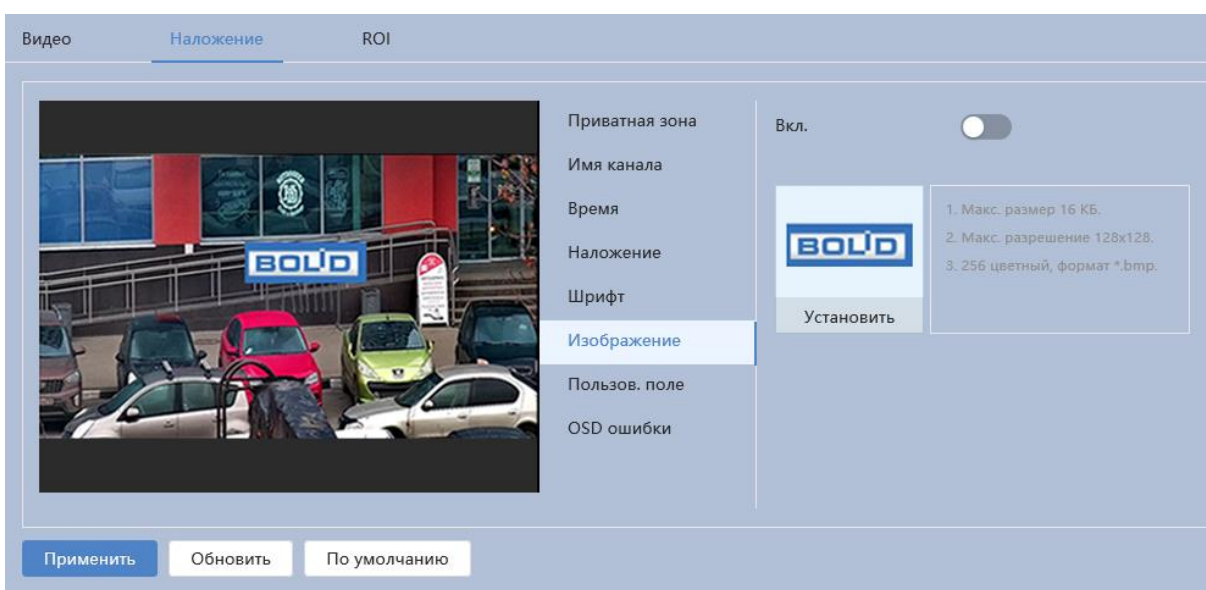 Видео Наложение ROI
Приватная зона
Имя канала
Время
Наложение
Шрифт
Изображение
Пользов. поле
OSD ошибки
BOLID
Вкл.
BOLID
Установить
1. Макс. размер 16 КБ.
2. Макс. разрешение 128x128.
3. 256 цветный, формат *.bmp.
Применить Обновить По умолчанию